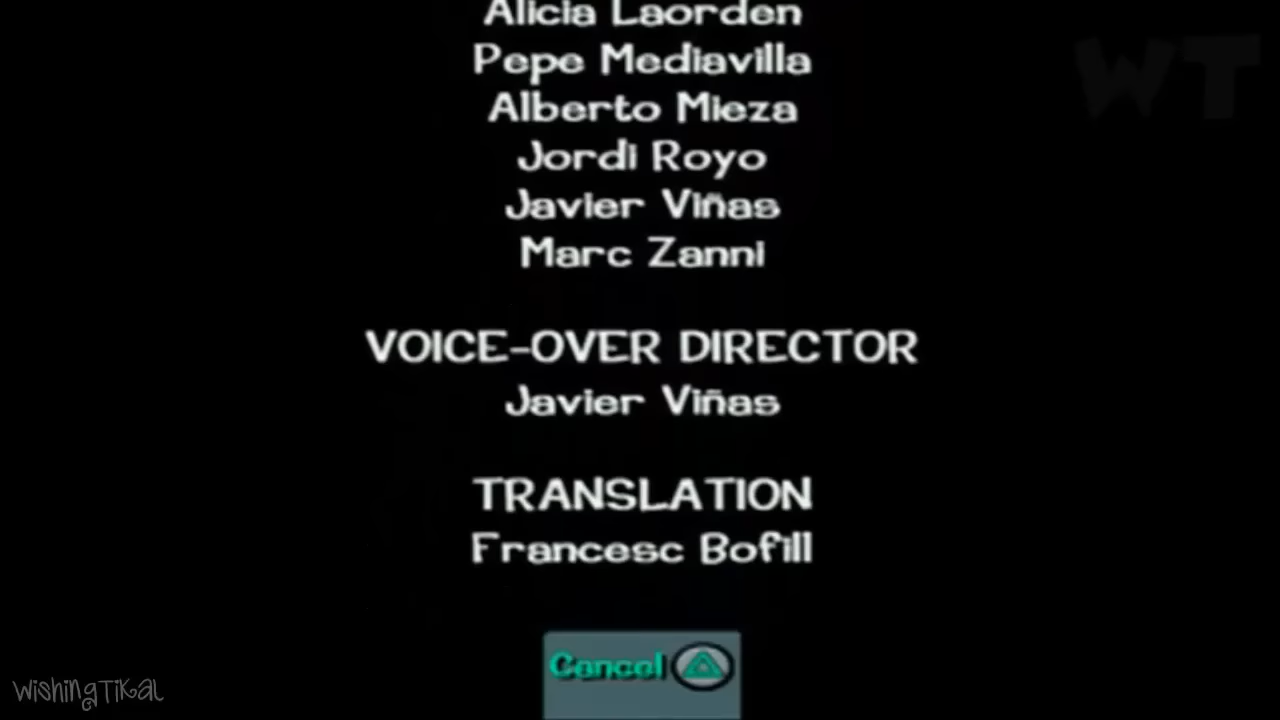 Alicia Laorden
Pepe Mediavilla
Alberto Mieza
Jordi Royo
Javier Viñas
Marc Zanni
VOICE-OVER DIRECTOR
Javier Viñas
TRANSLATION
Francesc Bofill
Cancel
WT
WishingTikal